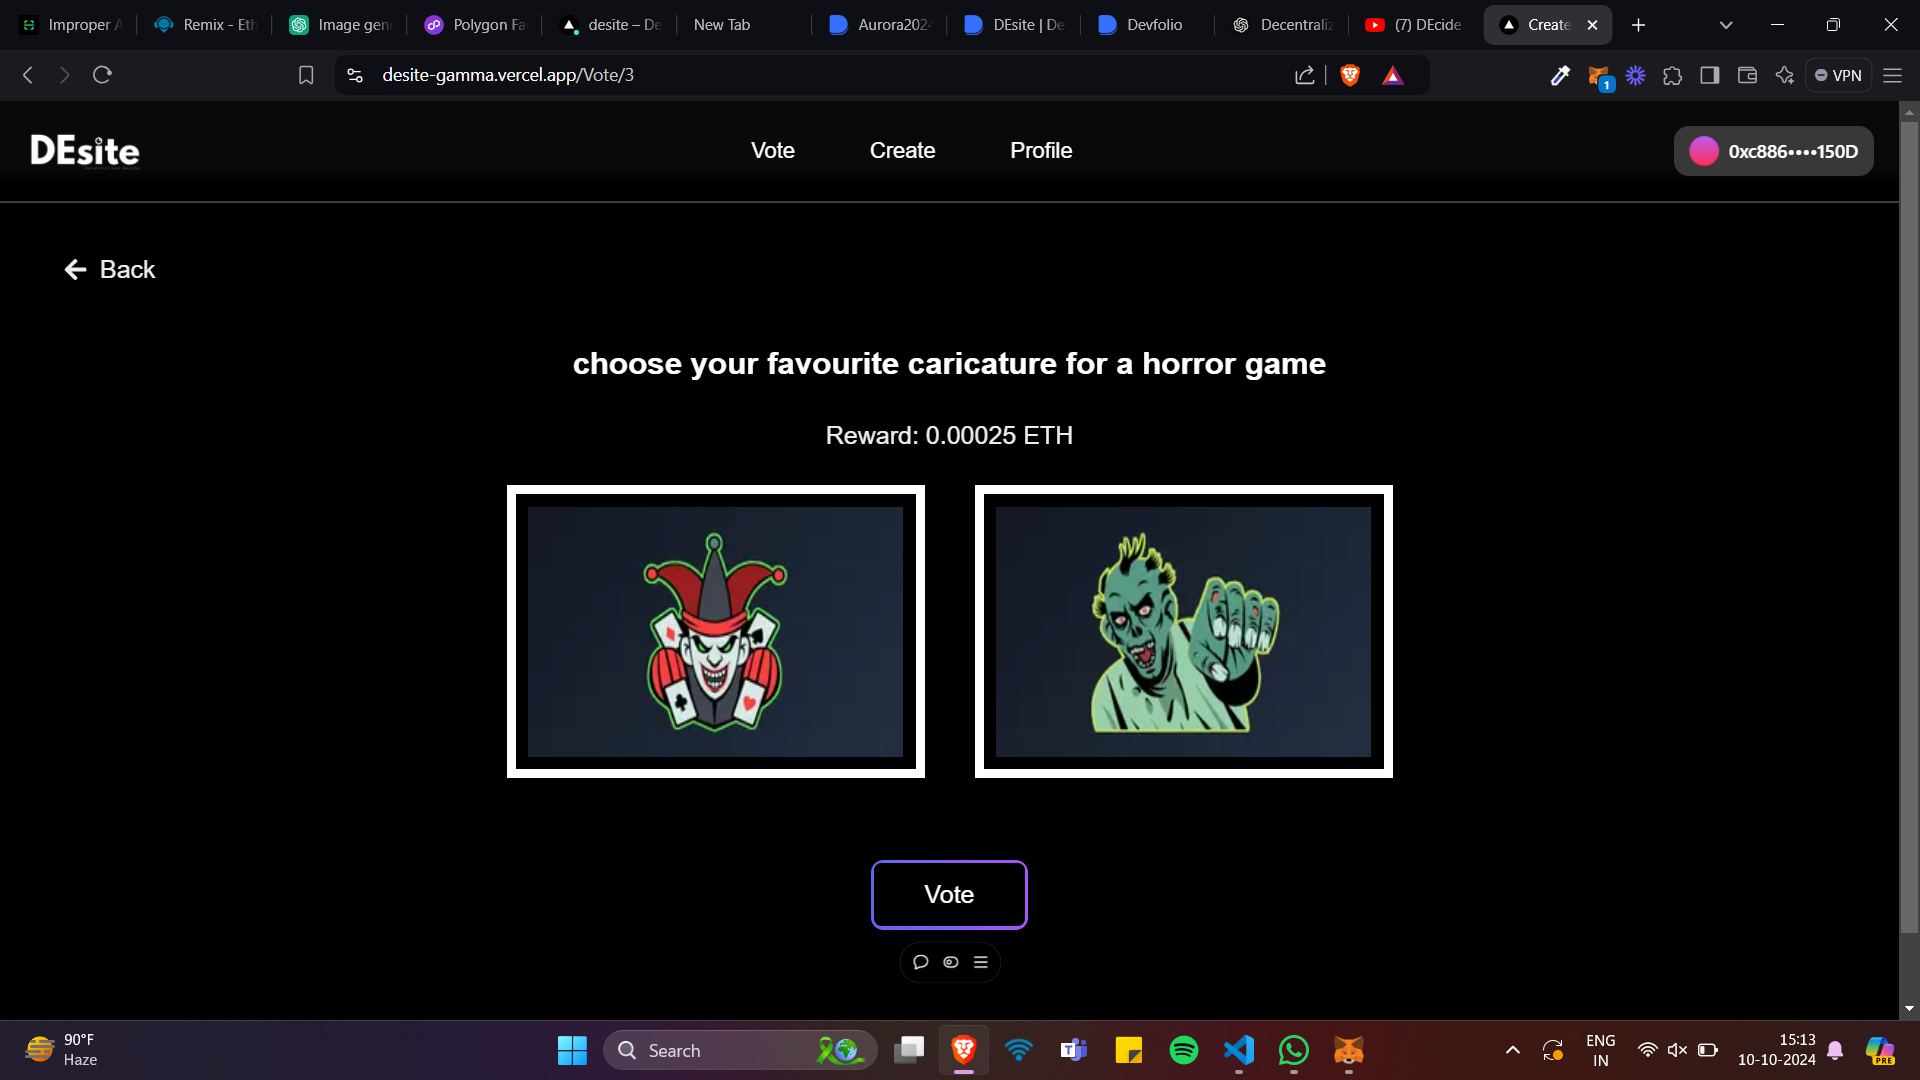 Improper A
Remix - Eth
Image gen
Polygon Fa
desite – De
New Tab
Aurora202
DEsite | De
Devfolio
Decentraliz
(7) DEcide
Create
desite-gamma.vercel.app/Vote/3
1
VPN
DEsite
Vote
Create
Profile
0xc886••••150D
Back
choose your favourite caricature for a horror game
Reward: 0.00025 ETH
Vote
90°F
Haze
Search
ENG
IN
15:13
10-10-2024
PRE